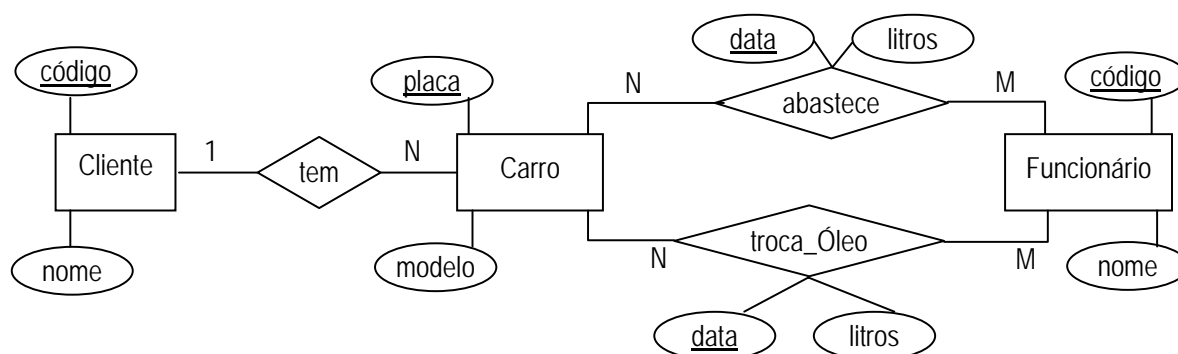 data
litros
código
placa
código
N
abastece
M
Cliente
1
tem
N
Carro
Funcionário
N
troca_Óleo
M
nome
modelo
nome
data
litros